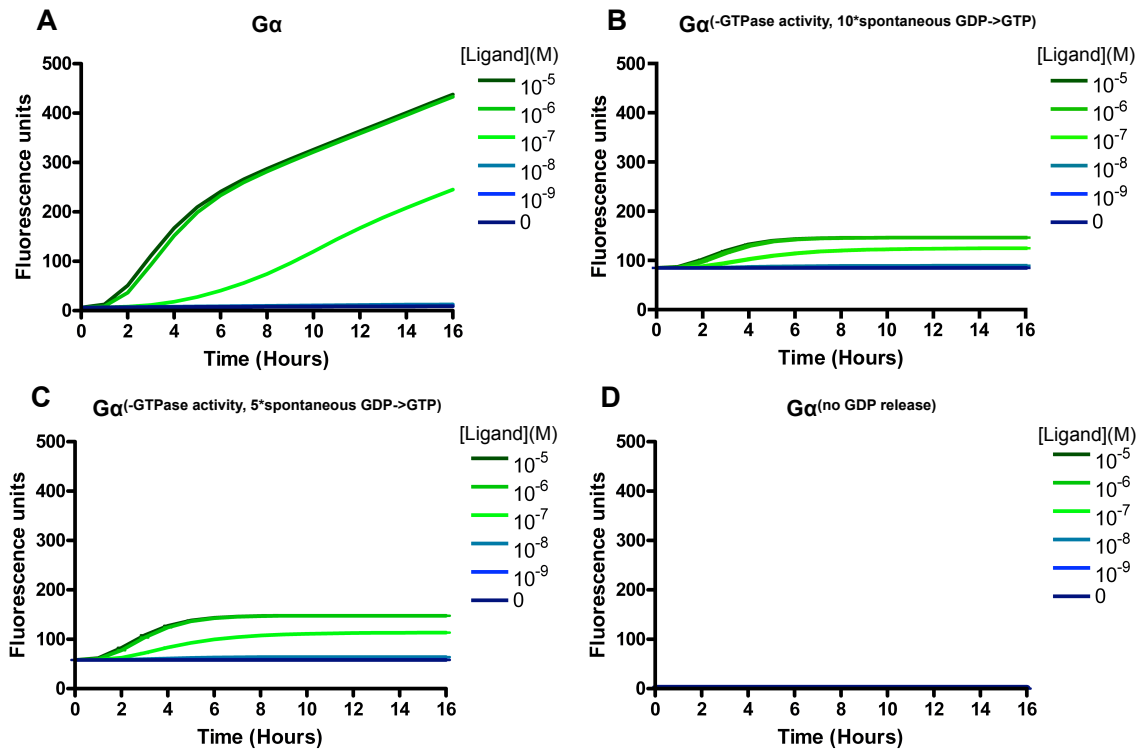 A
Gα
[Ligand](M)
10⁻⁵
10⁻⁶
10⁻⁷
10⁻⁸
10⁻⁹
0
Fluorescence units
500
400
300
200
100
0
0 2 4 6 8 10 12 14 16
Time (Hours)
B
Gα(-GTPase activity, 10*spontaneous GDP->GTP)
[Ligand](M)
10⁻⁵
10⁻⁶
10⁻⁷
10⁻⁸
10⁻⁹
0
Fluorescence units
500
400
300
200
100
0
0 2 4 6 8 10 12 14 16
Time (Hours)
C
Gα(-GTPase activity, 5*spontaneous GDP->GTP)
[Ligand](M)
10⁻⁵
10⁻⁶
10⁻⁷
10⁻⁸
10⁻⁹
0
Fluorescence units
500
400
300
200
100
0
0 2 4 6 8 10 12 14 16
Time (Hours)
D
Gα(no GDP release)
[Ligand](M)
10⁻⁵
10⁻⁶
10⁻⁷
10⁻⁸
10⁻⁹
0
Fluorescence units
500
400
300
200
100
0
0 2 4 6 8 10 12 14 16
Time (Hours)